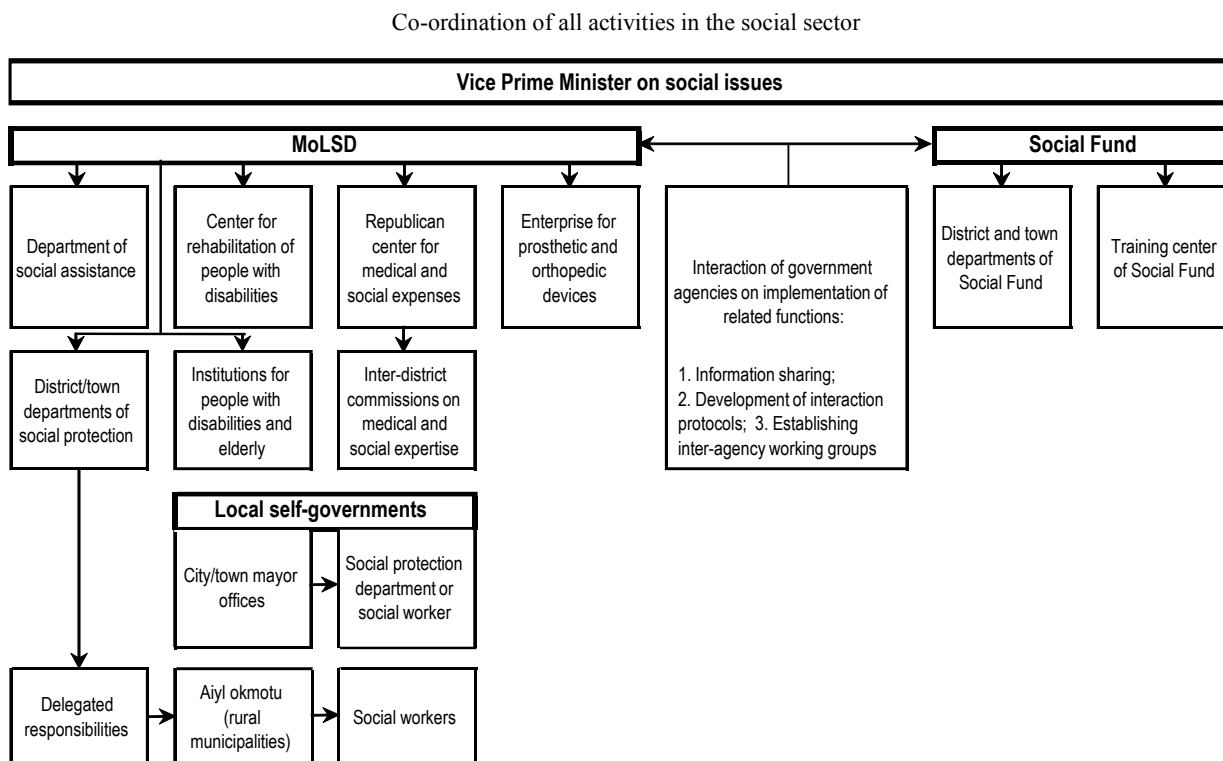 Co-ordination of all activities in the social sector
Vice Prime Minister on social issues
MoLSD
Social Fund
Department of
social assistance
Center for
rehabilitation of
people with
disabilities
Republican
center for
medical and
social expenses
Enterprise for
prosthetic and
orthopedic
devices
Interaction of government
agencies on implementation of
related functions:
1. Information sharing;
2. Development of interaction
protocols; 3. Establishing
inter-agency working groups
District and town
departments of
Social Fund
Training center
of Social Fund
District/town
departments of
social protection
Institutions for
people with
disabilities and
elderly
Inter-district
commissions on
medical and
social expertise
Local self-governments
City/town mayor
offices
Social protection
department or
social worker
Delegated
responsibilities
Aiyl okmotu
(rural
municipalities)
Social workers